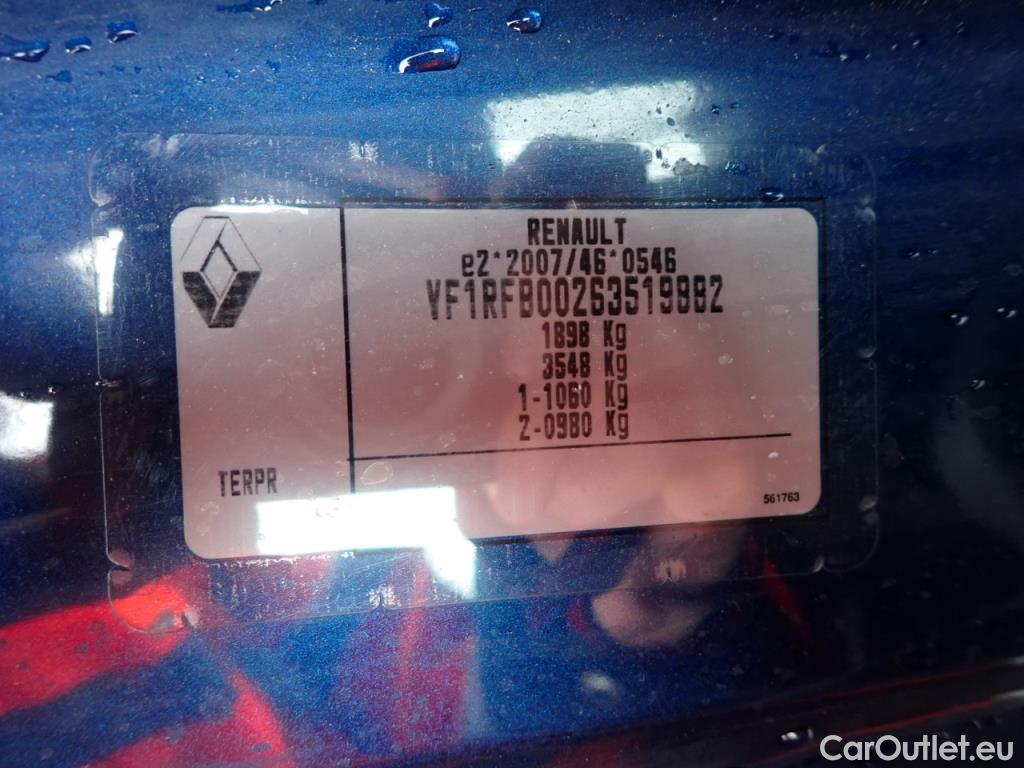 RENAULT
e2*2007/46*0546
VF1RFB00263519882
1898 Kg
3548 Kg
1-1060 Kg
2-0980 Kg
TERPR
561763
CarOutlet.eu